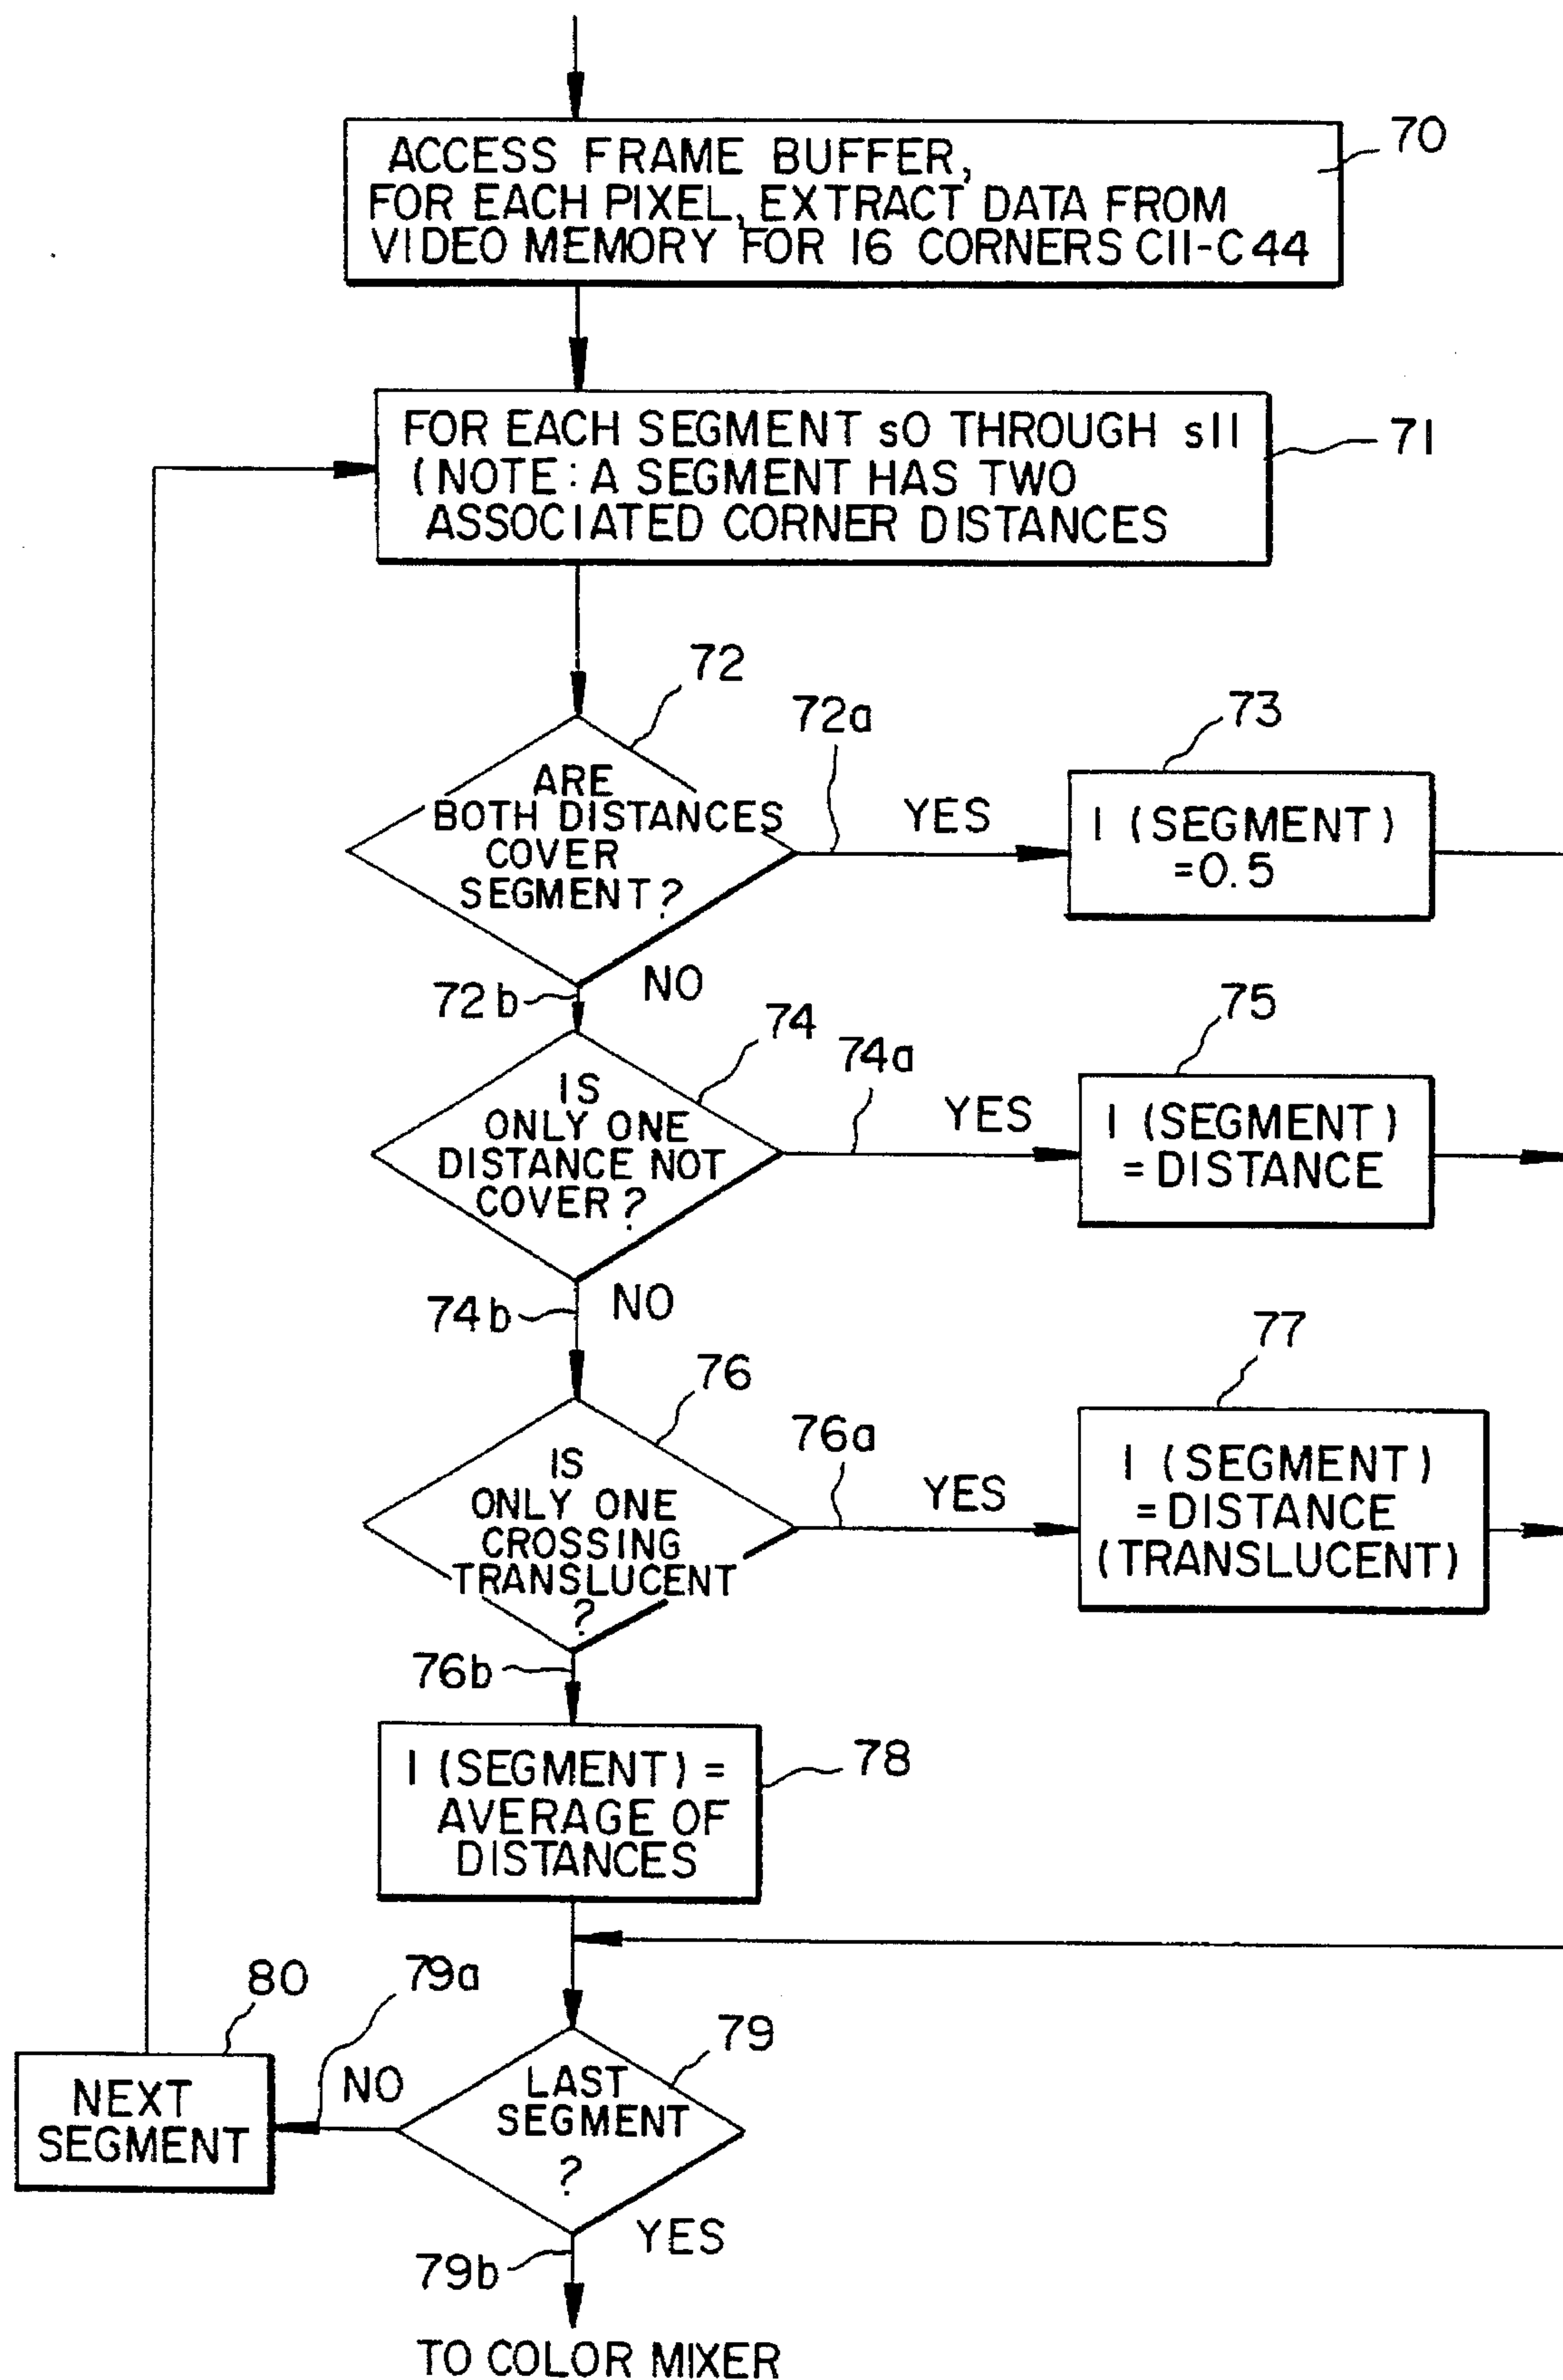 ACCESS FRAME BUFFER,
FOR EACH PIXEL, EXTRACT DATA FROM
VIDEO MEMORY FOR 16 CORNERS C11-C44
70
FOR EACH SEGMENT s0 THROUGH s11
(NOTE: A SEGMENT HAS TWO
ASSOCIATED CORNER DISTANCES
71
72
ARE
BOTH DISTANCES
COVER
SEGMENT?
72a
YES
73
I (SEGMENT)
=0.5
72b
NO
74
IS
ONLY ONE
DISTANCE NOT
COVER?
74a
YES
75
I (SEGMENT)
= DISTANCE
74b
NO
76
IS
ONLY ONE
CROSSING
TRANSLUCENT
?
76a
YES
77
I (SEGMENT)
= DISTANCE
(TRANSLUCENT)
76b
I (SEGMENT) =
AVERAGE OF
DISTANCES
78
79
LAST
SEGMENT
?
79a
NO
80
NEXT
SEGMENT
79b
YES
TO COLOR MIXER